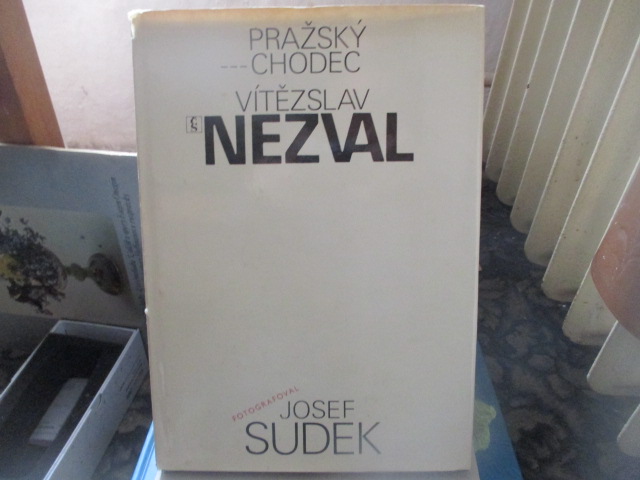 PRAŽSKÝ
---CHODEC
VÍTĚZSLAV
NEZVAL
FOTOGRAFOVAL
JOSEF
SUDEK